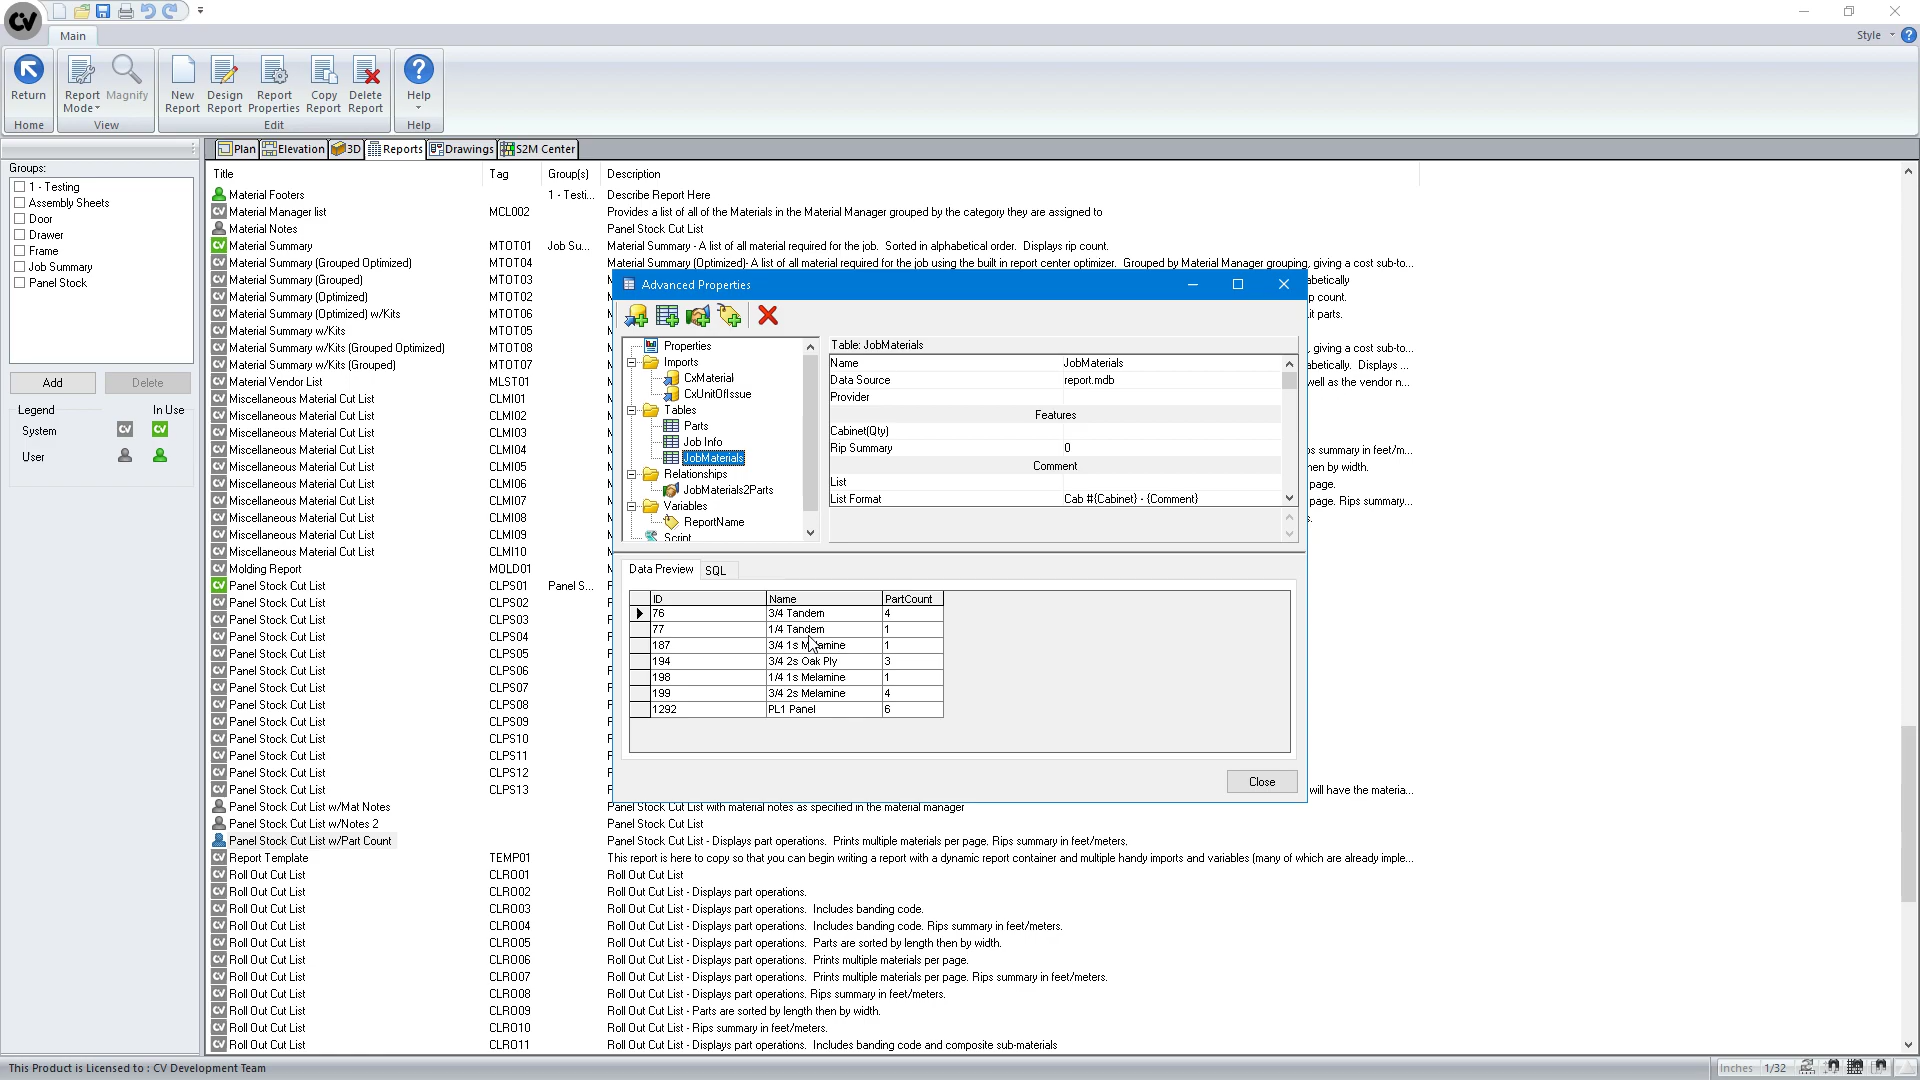 CV
Main
Style
Return
Report Mode
Magnify
New Report
Design Report
Report Properties
Copy Report
Delete Report
Help
Home
View
Edit
Help
Plan
Elevation
3D
Reports
Drawings
S2M Center
Groups:
1 - Testing
Assembly Sheets
Door
Drawer
Frame
Job Summary
Panel Stock
Add
Delete
Legend
In Use
System
User
Title Tag Group(s) Description
Material Footers 1 - Testi... Describe Report Here
Material Manager list MCL002 Provides a list of all of the Materials in the Material Manager grouped by the category they are assigned to
Material Notes Panel Stock Cut List
Material Summary MTOT01 Job Su... Material Summary - A list of all material required for the job. Sorted in alphabetical order. Displays rip count.
Material Summary (Grouped Optimized) MTOT04 Material Summary (Optimized)- A list of all material required for the job using the built in report center optimizer. Grouped by Material Manager grouping, giving a cost sub-to...
Material Summary (Grouped) MTOT03 abetically
Material Summary (Optimized) MTOT02 p count.
Material Summary (Optimized) w/Kits MTOT06 it parts.
Material Summary w/Kits MTOT05
Material Summary w/Kits (Grouped Optimized) MTOT08 , giving a cost sub-to...
Material Summary w/Kits (Grouped) MTOT07 abetically. Displays ...
Material Vendor List MLST01 well as the vendor n...
Miscellaneous Material Cut List CLMI01
Miscellaneous Material Cut List CLMI02
Miscellaneous Material Cut List CLMI03
Miscellaneous Material Cut List CLMI04 s summary in feet/m...
Miscellaneous Material Cut List CLMI05 hen by width.
Miscellaneous Material Cut List CLMI06 page.
Miscellaneous Material Cut List CLMI07 page. Rips summary...
Miscellaneous Material Cut List CLMI08 s.
Miscellaneous Material Cut List CLMI09
Miscellaneous Material Cut List CLMI10
Molding Report MOLD01
Panel Stock Cut List CLPS01 Panel S...
Panel Stock Cut List CLPS02
Panel Stock Cut List CLPS03
Panel Stock Cut List CLPS04
Panel Stock Cut List CLPS05
Panel Stock Cut List CLPS06
Panel Stock Cut List CLPS07
Panel Stock Cut List CLPS08
Panel Stock Cut List CLPS09
Panel Stock Cut List CLPS10
Panel Stock Cut List CLPS11
Panel Stock Cut List CLPS12
Panel Stock Cut List CLPS13 will have the materia...
Panel Stock Cut List w/Mat Notes Panel Stock Cut List with material notes as specified in the material manager
Panel Stock Cut List w/Notes 2 Panel Stock Cut List
Panel Stock Cut List w/Part Count Panel Stock Cut List - Displays part operations. Prints multiple materials per page. Rips summary in feet/meters.
Report Template TEMP01 This report is here to copy so that you can begin writing a report with a dynamic report container and multiple handy imports and variables (many of which are already imple...
Roll Out Cut List CLRO01 Roll Out Cut List
Roll Out Cut List CLRO02 Roll Out Cut List - Displays part operations.
Roll Out Cut List CLRO03 Roll Out Cut List - Displays part operations. Includes banding code.
Roll Out Cut List CLRO04 Roll Out Cut List - Displays part operations. Includes banding code. Rips summary in feet/meters.
Roll Out Cut List CLRO05 Roll Out Cut List - Displays part operations. Parts are sorted by length then by width.
Roll Out Cut List CLRO06 Roll Out Cut List - Displays part operations. Prints multiple materials per page.
Roll Out Cut List CLRO07 Roll Out Cut List - Displays part operations. Prints multiple materials per page. Rips summary in feet/meters.
Roll Out Cut List CLRO08 Roll Out Cut List - Displays part operations. Rips summary in feet/meters.
Roll Out Cut List CLRO09 Roll Out Cut List - Parts are sorted by length then by width.
Roll Out Cut List CLRO10 Roll Out Cut List - Rips summary in feet/meters.
Roll Out Cut List CLRO11 Roll Out Cut List - Displays part operations. Includes banding code and composite sub-materials
Advanced Properties
Properties
Imports
CxMaterial
CxUnitOfIssue
Tables
Parts
Job Info
JobMaterials
Relationships
JobMaterials2Parts
Variables
ReportName
Script
Table: JobMaterials
Name JobMaterials
Data Source report.mdb
Provider
Features
Cabinet(Qty)
Rip Summary 0
Comment
List
List Format Cab #{Cabinet} - {Comment}
Data Preview SQL
ID Name PartCount
76 3/4 Tandem 4
77 1/4 Tandem 1
187 3/4 1s Melamine 1
194 3/4 2s Oak Ply 3
198 1/4 1s Melamine 1
199 3/4 2s Melamine 4
1292 PL1 Panel 6
Close
This Product is Licensed to : CV Development Team
Inches 1/32